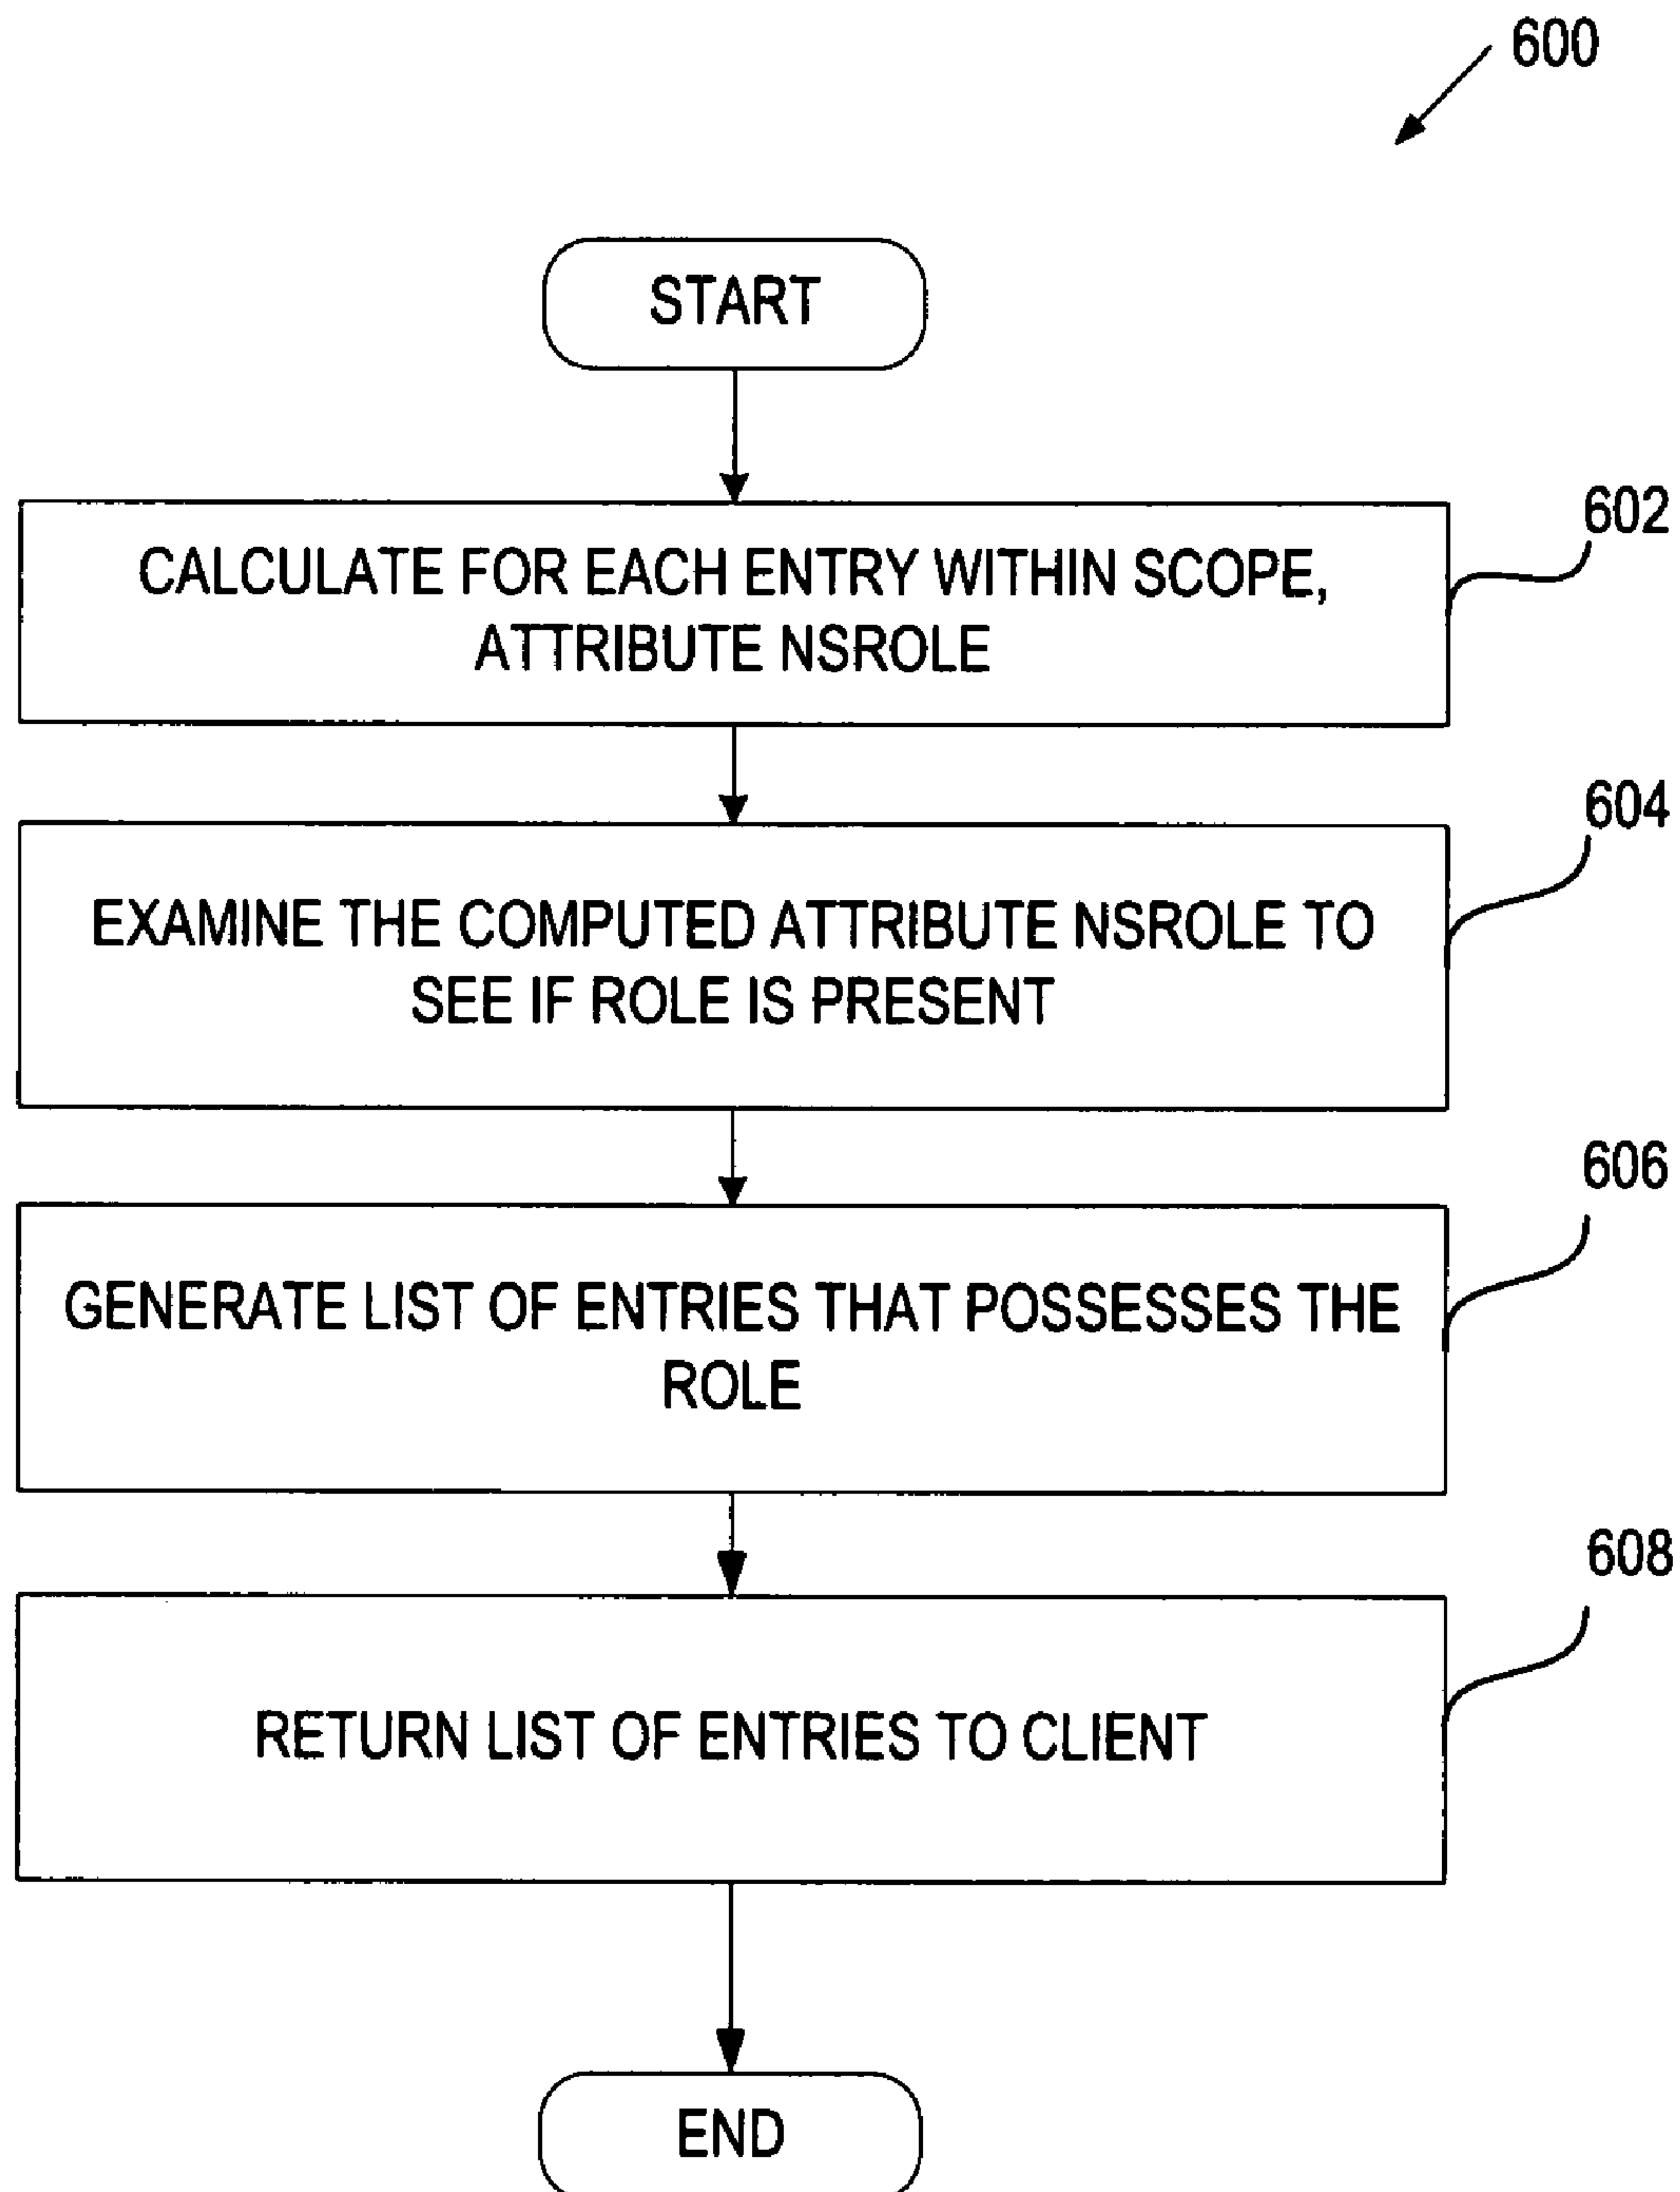 600
START
602
CALCULATE FOR EACH ENTRY WITHIN SCOPE,
ATTRIBUTE NSROLE
604
EXAMINE THE COMPUTED ATTRIBUTE NSROLE TO
SEE IF ROLE IS PRESENT
606
GENERATE LIST OF ENTRIES THAT POSSESSES THE
ROLE
608
RETURN LIST OF ENTRIES TO CLIENT
END